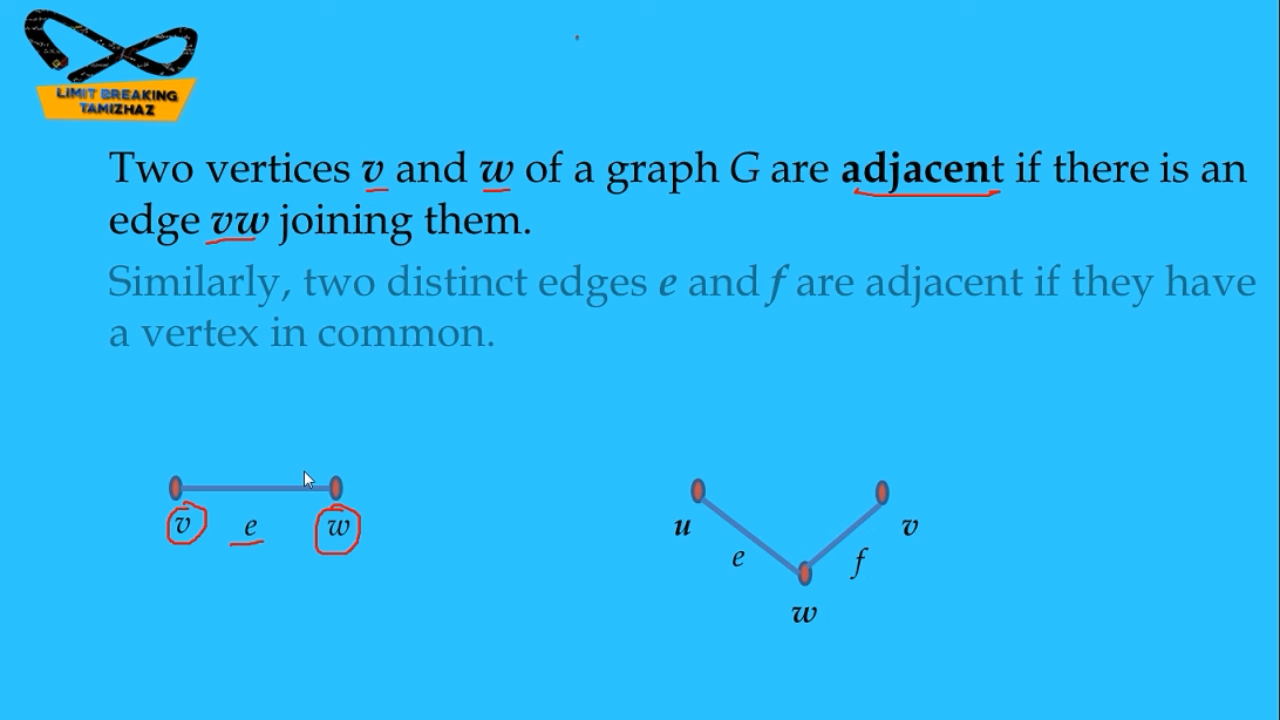 LIMIT BREAKING
TAMIZHAZ
Two vertices v and w of a graph G are adjacent if there is an
edge vw joining them.
Similarly, two distinct edges e and f are adjacent if they have
a vertex in common.
v e w
u v
e f
w